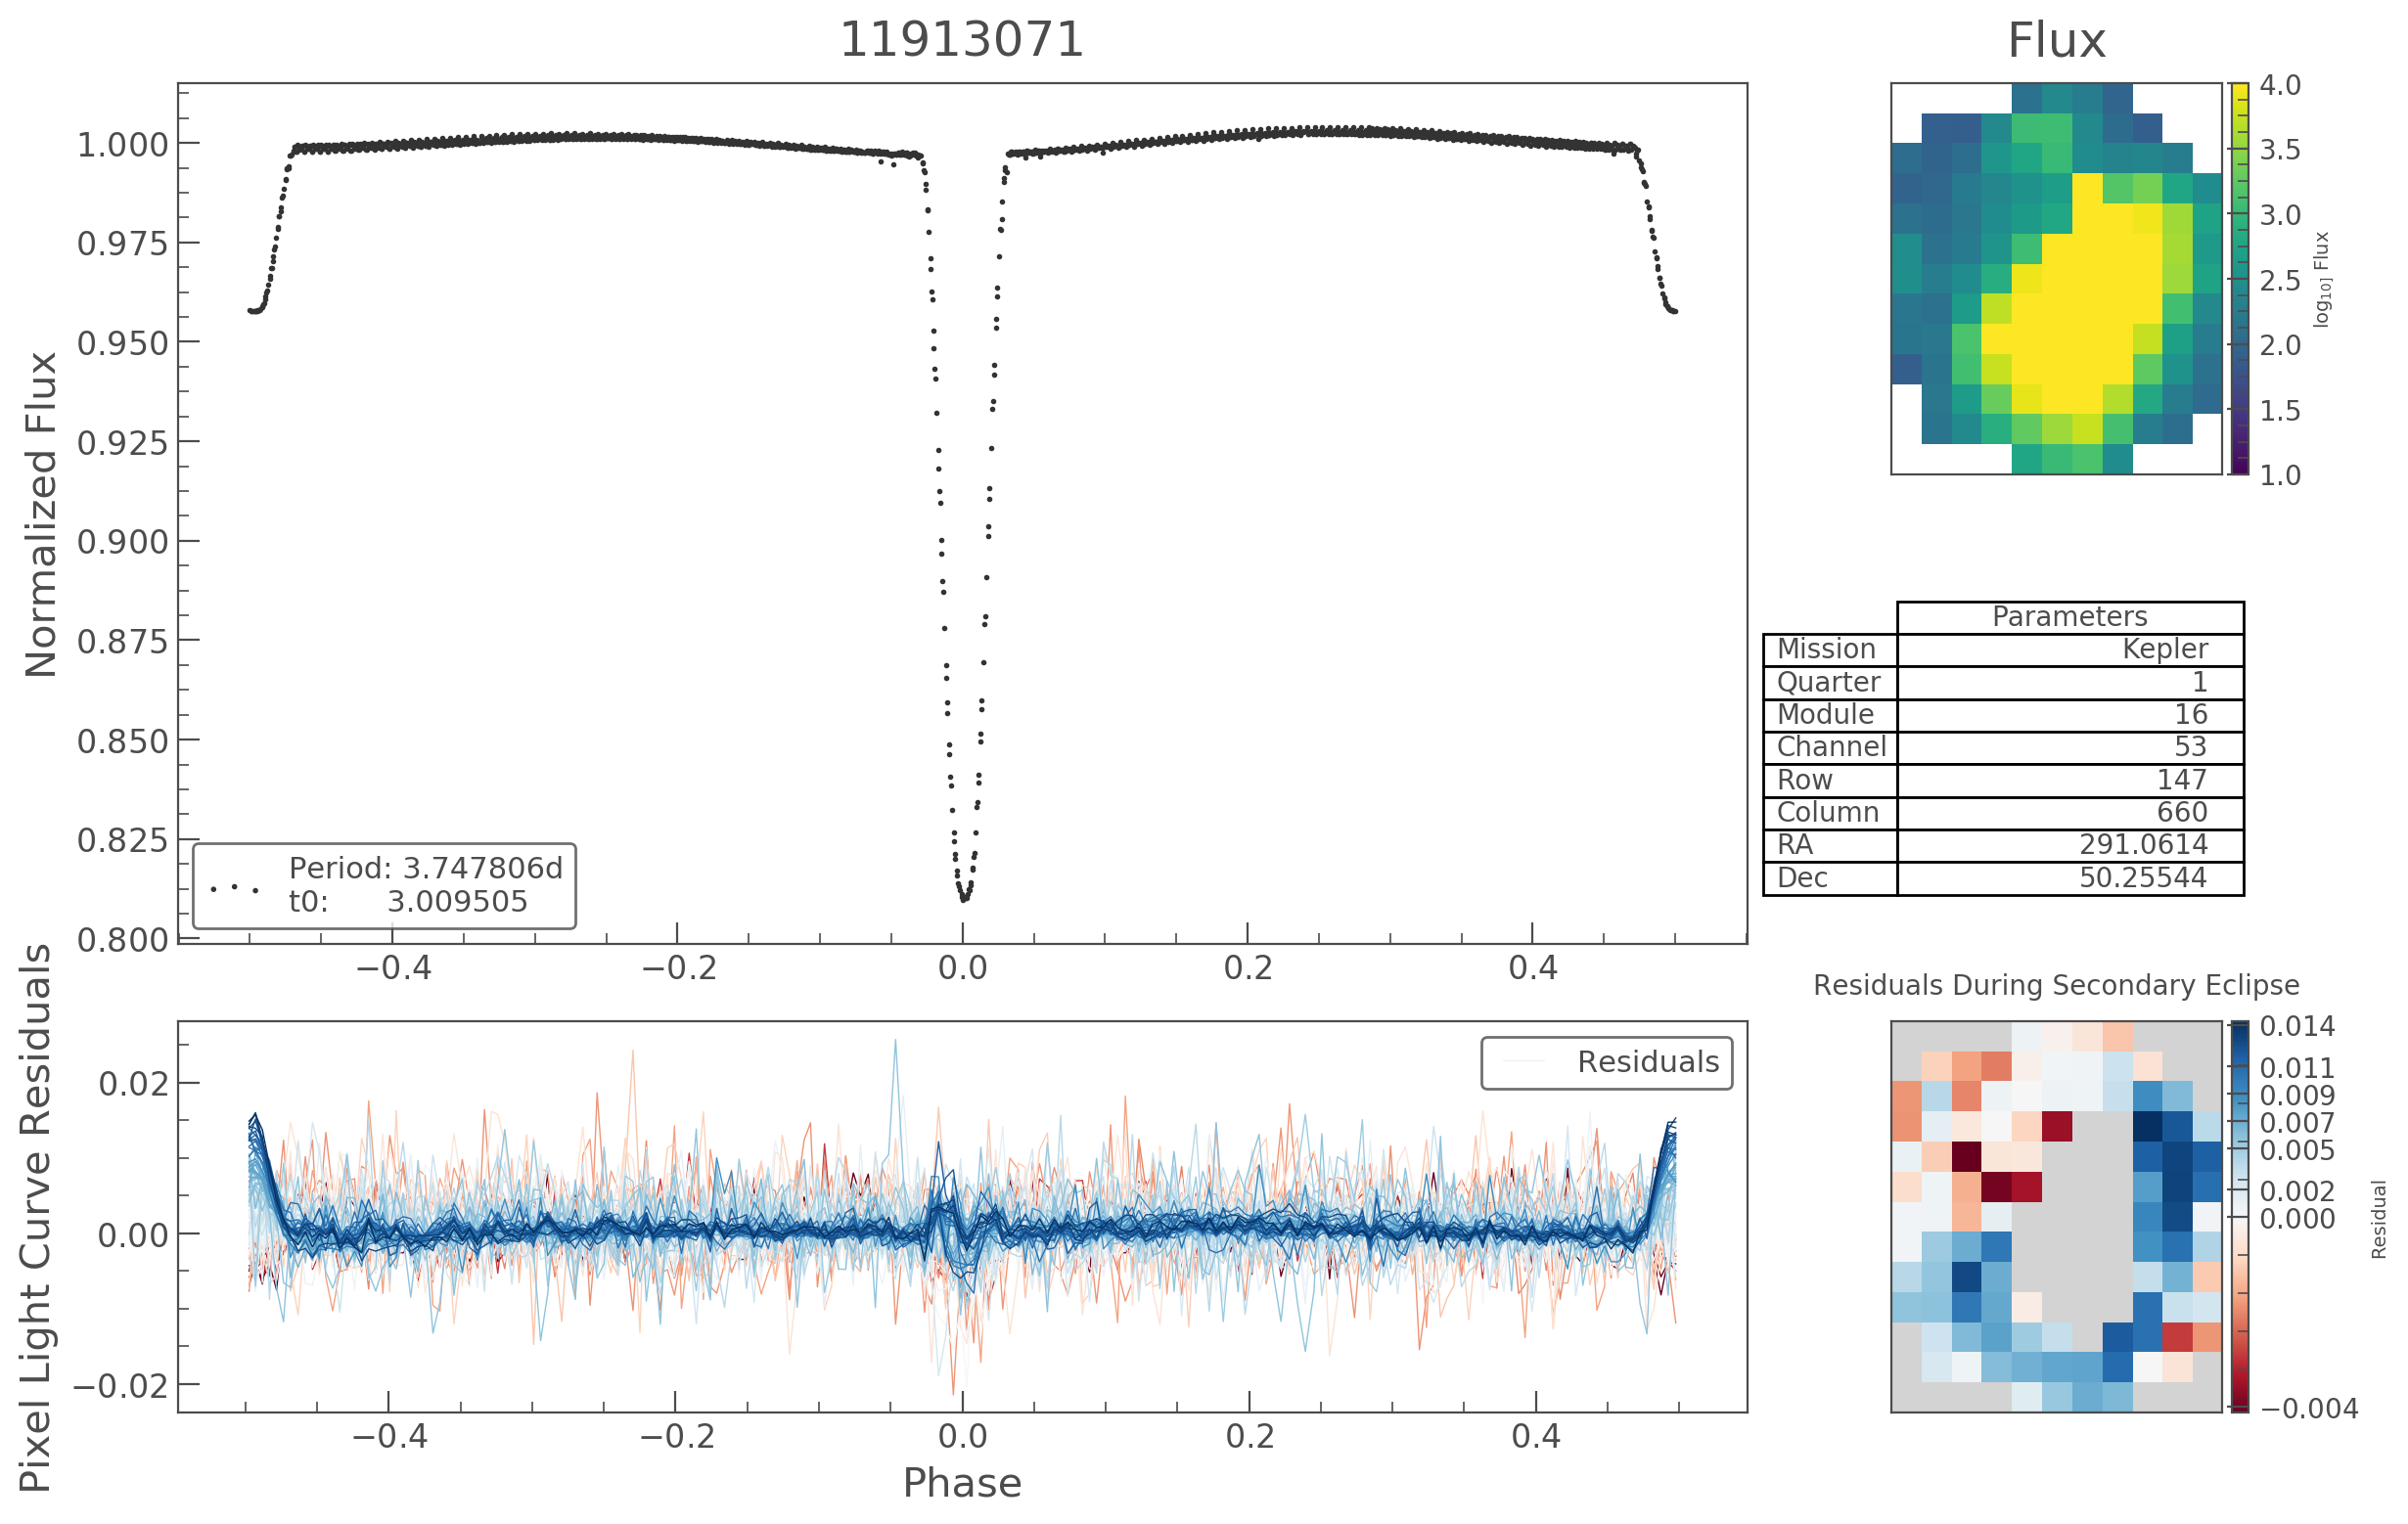 11913071
Flux
Normalized Flux
1.000
0.975
0.950
0.925
0.900
0.875
0.850
0.825
0.800
Period: 3.747806d
t0: 3.009505
−0.4
−0.2
0.0
0.2
0.4
4.0
3.5
3.0
2.5
2.0
1.5
1.0
log10] Flux
Parameters
Mission Kepler
Quarter 1
Module 16
Channel 53
Row 147
Column 660
RA 291.0614
Dec 50.25544
Pixel Light Curve Residuals
0.02
0.00
−0.02
Residuals
−0.4
−0.2
0.0
0.2
0.4
Phase
Residuals During Secondary Eclipse
0.014
0.011
0.009
0.007
0.005
0.002
0.000
−0.004
Residual